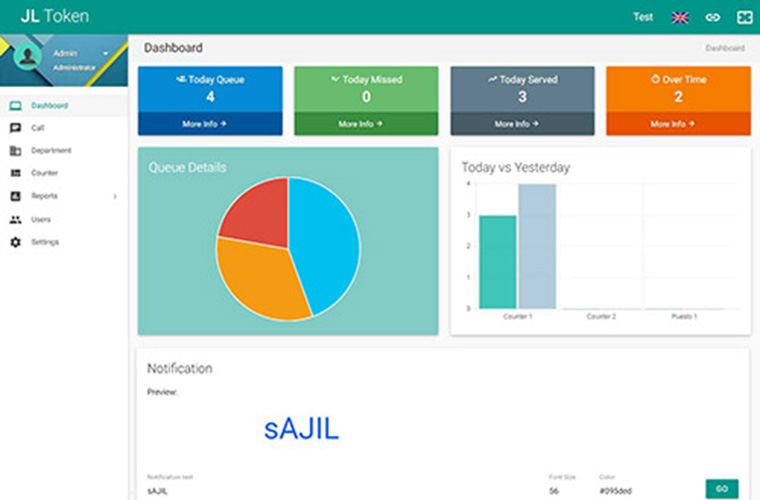 JL Token
Test
Admin
Administrator
Dashboard
Call
Department
Counter
Reports
Users
Settings
Dashboard
Dashboard
Today Queue
4
More Info
Today Missed
0
More Info
Today Served
3
More Info
Over Time
2
More Info
Queue Details
Today vs Yesterday
4
3
2
1
0
Counter 1
Counter 2
Puesto 1
Notification
Preview:
sAJIL
Notification text
sAJIL
Font Size
56
Color
#095ded
GO